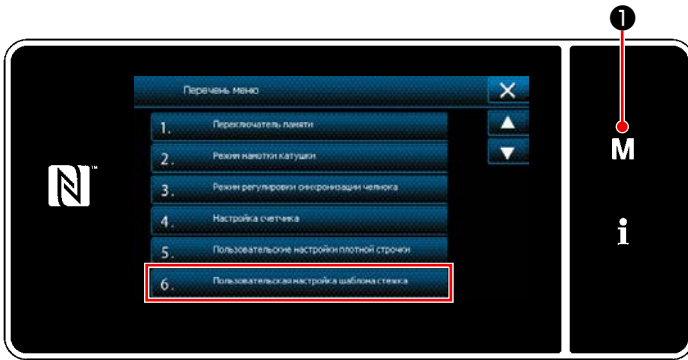 ❶
Перечень меню
1. Переключатель памяти
2. Режим намотки катушки
M
3. Режим регулировки синхронизации челнока
4. Настройка счетчика
i
5. Пользовательские настройки плотной строчки
6. Пользовательская настройка шаблона стежка